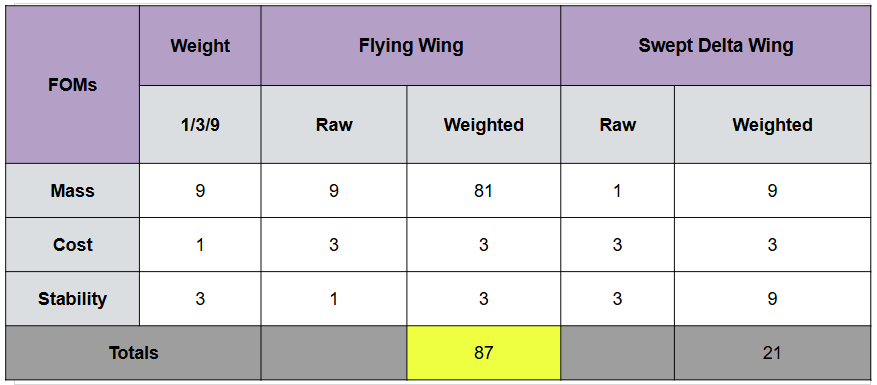 FOMs Weight Flying Wing Swept Delta Wing
1/3/9 Raw Weighted Raw Weighted
Mass 9 9 81 1 9
Cost 1 3 3 3 3
Stability 3 1 3 3 9
Totals 87 21